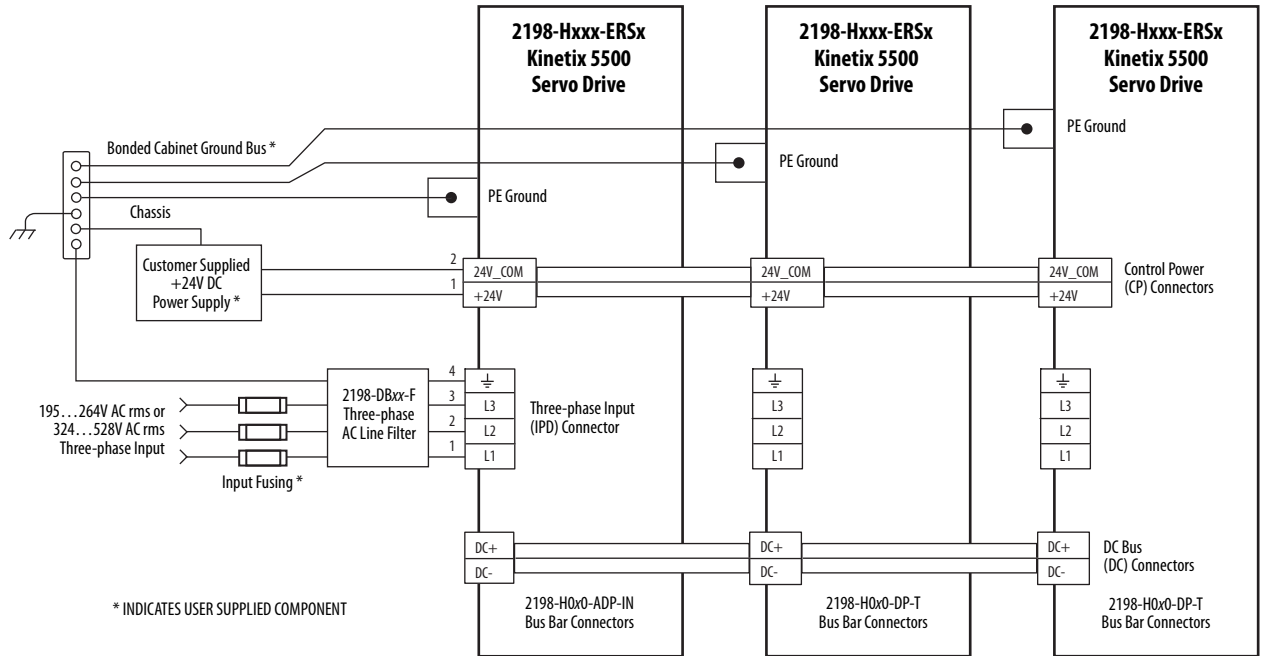 2198-Hxxx-ERSx
Kinetix 5500
Servo Drive
2198-Hxxx-ERSx
Kinetix 5500
Servo Drive
2198-Hxxx-ERSx
Kinetix 5500
Servo Drive
Bonded Cabinet Ground Bus *
PE Ground
PE Ground
PE Ground
Chassis
Customer Supplied
+24V DC
Power Supply *
2
1
24V_COM
+24V
24V_COM
+24V
24V_COM
+24V
Control Power
(CP) Connectors
195…264V AC rms or
324…528V AC rms
Three-phase Input
Input Fusing *
2198-DBxx-F
Three-phase
AC Line Filter
4
3
2
1
L3
L2
L1
Three-phase Input
(IPD) Connector
L3
L2
L1
L3
L2
L1
DC+
DC-
DC+
DC-
DC+
DC-
DC Bus
(DC) Connectors
2198-H0x0-ADP-IN
Bus Bar Connectors
2198-H0x0-DP-T
Bus Bar Connectors
2198-H0x0-DP-T
Bus Bar Connectors
* INDICATES USER SUPPLIED COMPONENT